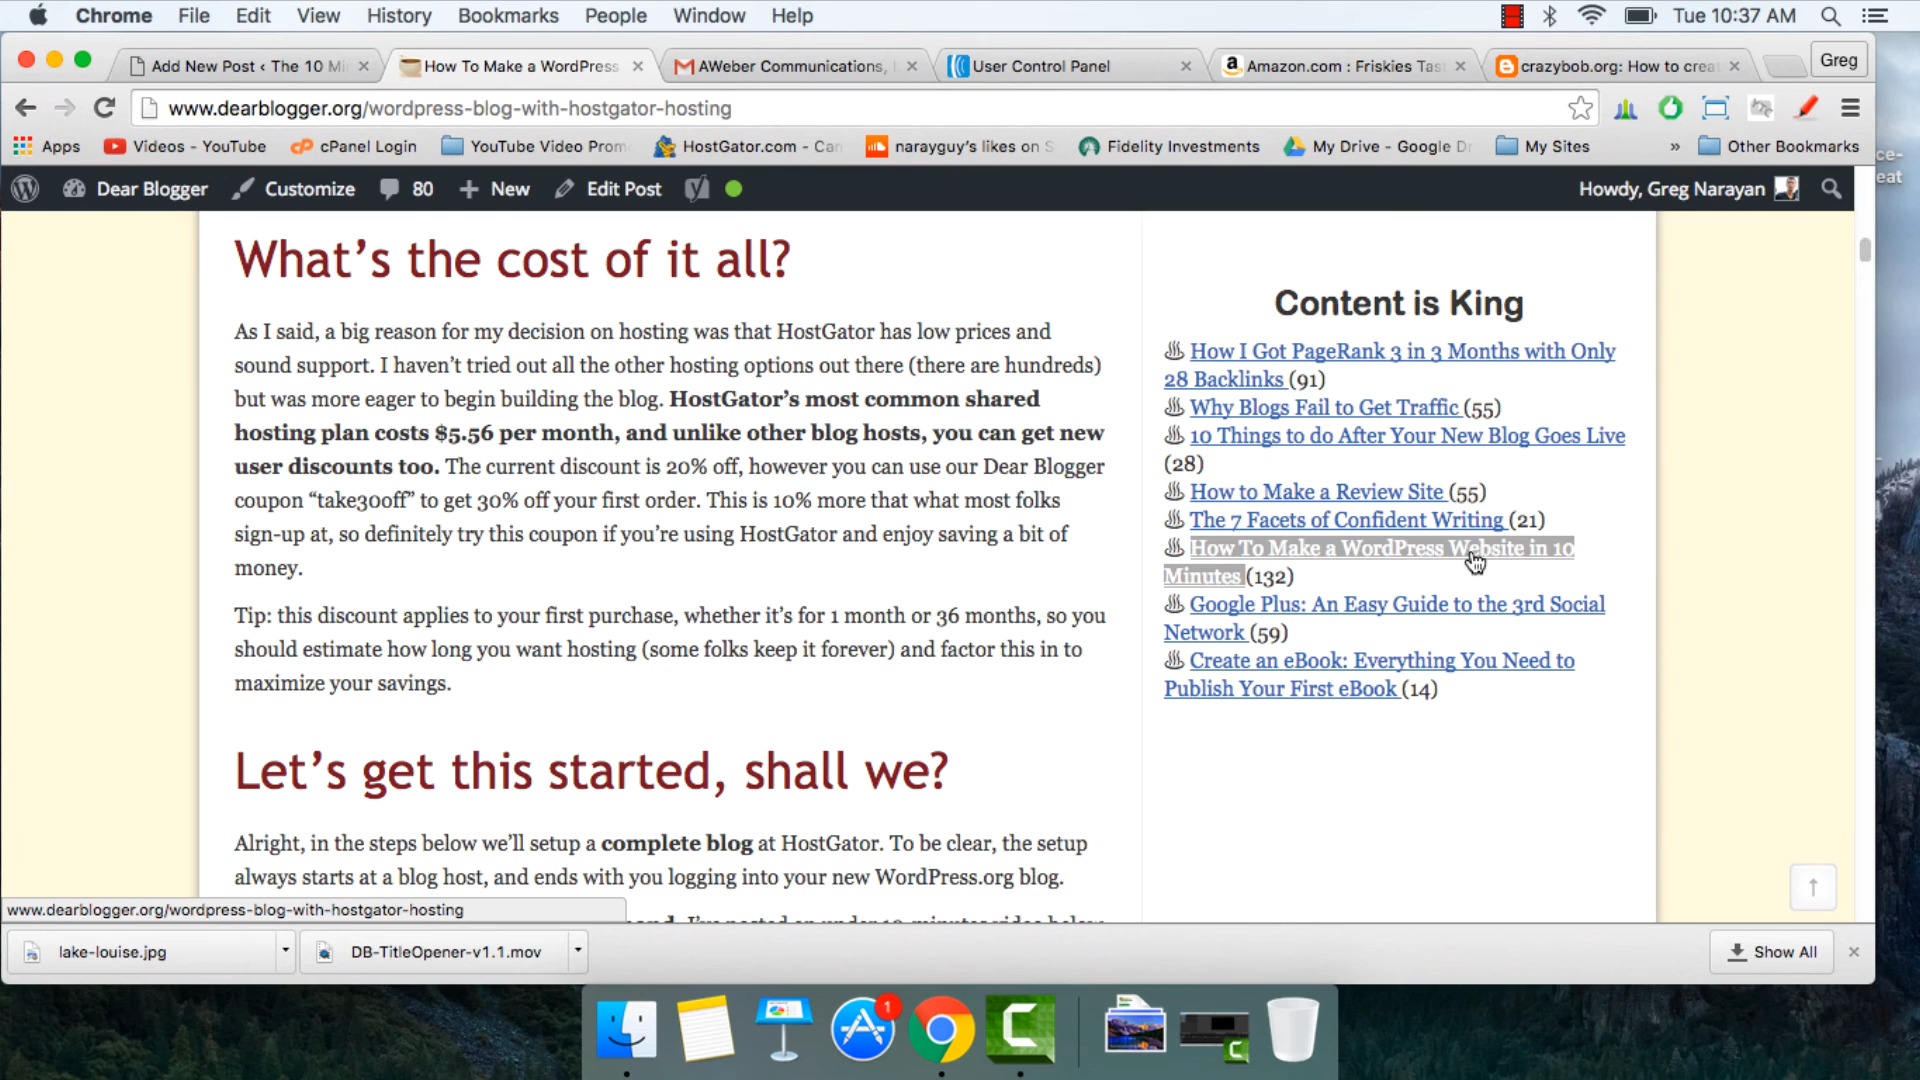 Chrome File Edit View History Bookmarks People Window Help
Tue 10:37 AM
Add New Post ‹ The 10 Mi
How To Make a WordPress
AWeber Communications,
User Control Panel
Amazon.com : Friskies Tast
crazybob.org: How to crea
Greg
www.dearblogger.org/wordpress-blog-with-hostgator-hosting
Apps
Videos - YouTube
cPanel Login
YouTube Video Prom
HostGator.com - Can
narayguy's likes on S
Fidelity Investments
My Drive - Google Dr
My Sites
»
Other Bookmarks
Dear Blogger
Customize
80
New
Edit Post
Howdy, Greg Narayan
What's the cost of it all?
As I said, a big reason for my decision on hosting was that HostGator has low prices and
sound support. I haven't tried out all the other hosting options out there (there are hundreds)
but was more eager to begin building the blog. HostGator's most common shared
hosting plan costs $5.56 per month, and unlike other blog hosts, you can get new
user discounts too. The current discount is 20% off, however you can use our Dear Blogger
coupon "take30off" to get 30% off your first order. This is 10% more that what most folks
sign-up at, so definitely try this coupon if you're using HostGator and enjoy saving a bit of
money.
Tip: this discount applies to your first purchase, whether it's for 1 month or 36 months, so you
should estimate how long you want hosting (some folks keep it forever) and factor this in to
maximize your savings.
Let's get this started, shall we?
Alright, in the steps below we'll setup a complete blog at HostGator. To be clear, the setup
always starts at a blog host, and ends with you logging into your new WordPress.org blog.
Content is King
How I Got PageRank 3 in 3 Months with Only
28 Backlinks (91)
Why Blogs Fail to Get Traffic (55)
10 Things to do After Your New Blog Goes Live
(28)
How to Make a Review Site (55)
The 7 Facets of Confident Writing (21)
How To Make a WordPress Website in 10
Minutes (132)
Google Plus: An Easy Guide to the 3rd Social
Network (59)
Create an eBook: Everything You Need to
Publish Your First eBook (14)
www.dearblogger.org/wordpress-blog-with-hostgator-hosting
lake-louise.jpg
DB-TitleOpener-v1.1.mov
Show All
1